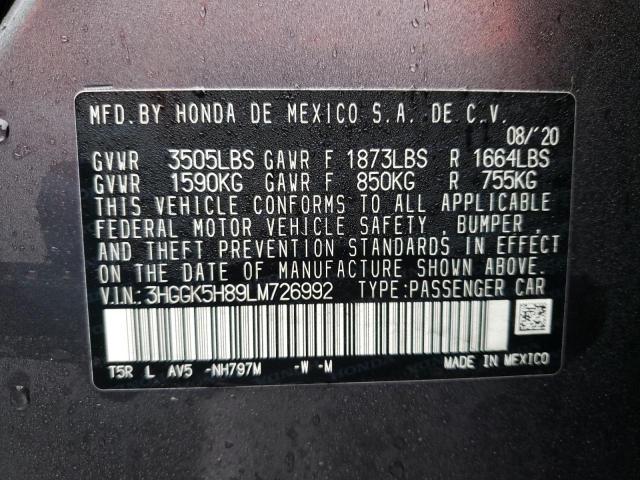 MFD. BY HONDA DE MEXICO S.A. DE C.V.
08/'20
GVWR 3505LBS GAWR F 1873LBS R 1664LBS
GVWR 1590KG GAWR F 850KG R 755KG
THIS VEHICLE CONFORMS TO ALL APPLICABLE
FEDERAL MOTOR VEHICLE SAFETY , BUMPER ,
AND THEFT PREVENTION STANDARDS IN EFFECT
ON THE DATE OF MANUFACTURE SHOWN ABOVE.
V.I.N.:3HGGK5H89LM726992 TYPE:PASSENGER CAR
T5R L AV5 -NH797M -W -M MADE IN MEXICO